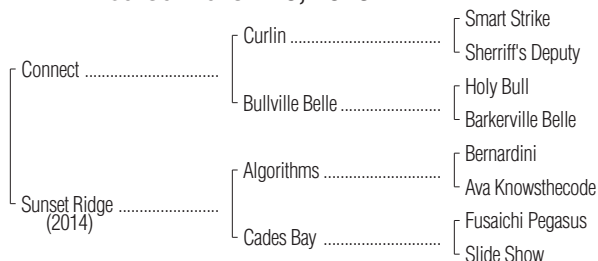 Smart Strike
Curlin ................................
Sherriff's Deputy
Connect ............................
Holy Bull
Bullville Belle .....................
Barkerville Belle
Bernardini
Algorithms .........................
Ava Knowsthecode
Sunset Ridge .....................
(2014)
Fusaichi Pegasus
Cades Bay .........................
Slide Show